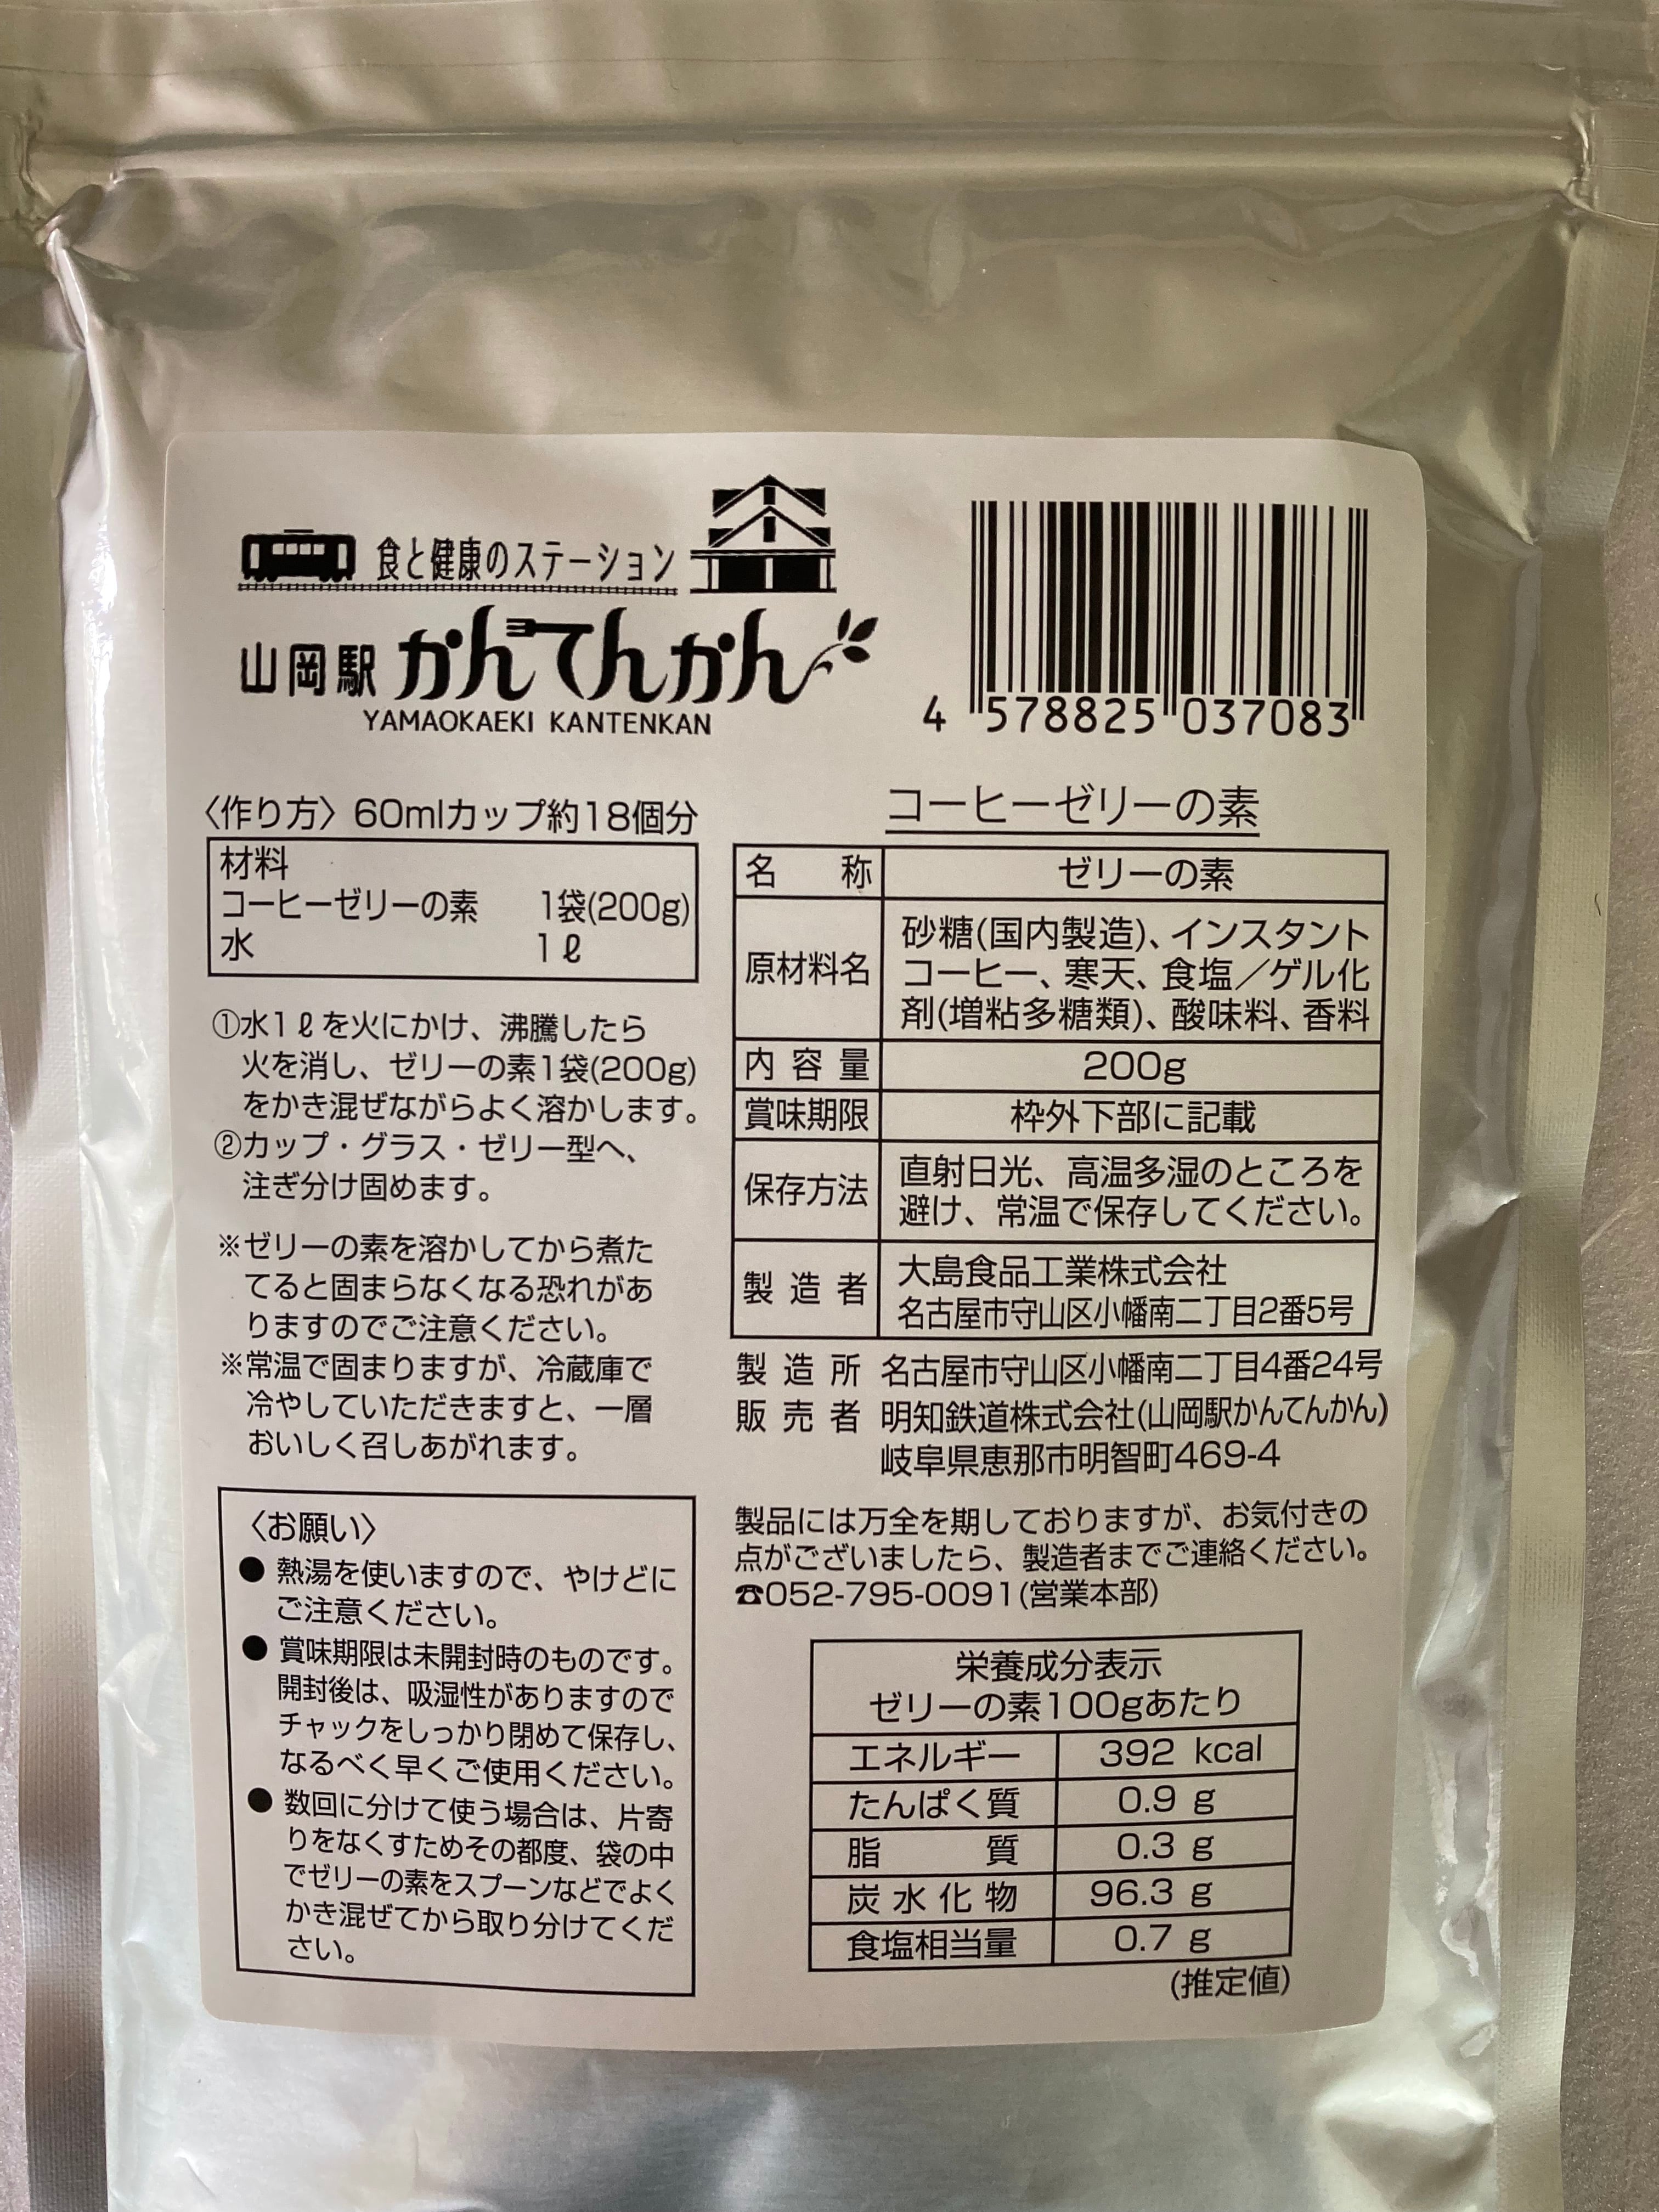 食と健康のステーション
山岡駅 かんてんかん
YAMAOKAEKI KANTENKAN
4 578825 037083
〈作り方〉60mlカップ約18個分
材料
コーヒーゼリーの素 1袋(200g)
水 1ℓ
①水1ℓを火にかけ、沸騰したら
火を消し、ゼリーの素1袋(200g)
をかき混ぜながらよく溶かします。
②カップ・グラス・ゼリー型へ、
注ぎ分け固めます。
※ゼリーの素を溶かしてから煮た
てると固まらなくなる恐れがあ
りますのでご注意ください。
※常温で固まりますが、冷蔵庫で
冷やしていただきますと、一層
おいしく召しあがれます。
〈お願い〉
●熱湯を使いますので、やけどに
ご注意ください。
●賞味期限は未開封時のものです。
開封後は、吸湿性がありますので
チャックをしっかり閉めて保存し、
なるべく早くご使用ください。
●数回に分けて使う場合は、片寄
りをなくすためその都度、袋の中
でゼリーの素をスプーンなどでよく
かき混ぜてから取り分けてくだ
さい。
コーヒーゼリーの素
名称 ゼリーの素
原材料名 砂糖(国内製造)、インスタント
コーヒー、寒天、食塩／ゲル化
剤(増粘多糖類)、酸味料、香料
内容量 200g
賞味期限 枠外下部に記載
保存方法 直射日光、高温多湿のところを
避け、常温で保存してください。
製造者 大島食品工業株式会社
名古屋市守山区小幡南二丁目2番5号
製造所 名古屋市守山区小幡南二丁目4番24号
販売者 明知鉄道株式会社(山岡駅かんてんかん)
岐阜県恵那市明智町469-4
製品には万全を期しておりますが、お気付きの
点がございましたら、製造者までご連絡ください。
☎052-795-0091(営業本部)
栄養成分表示
ゼリーの素100gあたり
エネルギー 392 kcal
たんぱく質 0.9 g
脂質 0.3 g
炭水化物 96.3 g
食塩相当量 0.7 g
(推定値)